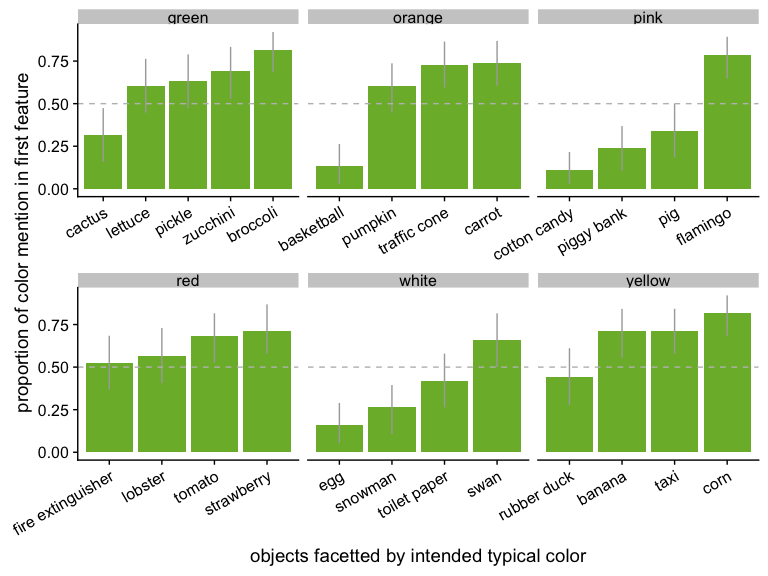 proportion of color mention in first feature
green orange pink
0.75
0.50
0.25
0.00
cactus lettuce pickle zucchini broccoli basketball pumpkin traffic cone carrot cotton candy piggy bank pig flamingo
red white yellow
0.75
0.50
0.25
0.00
fire extinguisher lobster tomato strawberry egg snowman toilet paper swan rubber duck banana taxi corn
objects facetted by intended typical color